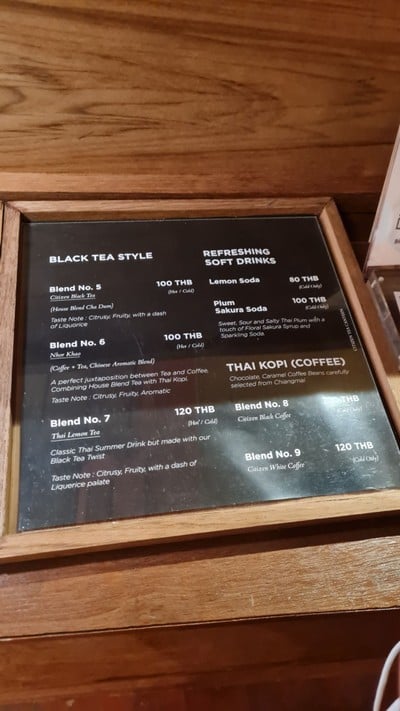 BLACK TEA STYLE
Blend No. 5 100 THB
Citizen Black Tea (Hot / Cold)
(House Blend Cha Dum)
Taste Note : Citrusy, Fruity, with a dash
of Liquorice
Blend No. 6 100 THB
Nhor Khao (Hot / Cold)
(Coffee + Tea, Chinese Aromatic Blend)
A perfect juxtaposition between Tea and Coffee,
Combining House Blend Tea with Thai Kopi.
Taste Note : Citrusy, Fruity, Aromatic
Blend No. 7 120 THB
Thai Lemon Tea (Hot / Cold)
Classic Thai Summer Drink but made with our
Black Tea Twist
Taste Note : Citrusy, Fruity, with a dash of
Liquerice palate
REFRESHING
SOFT DRINKS
Lemon Soda 80 THB
(Cold Only)
Plum 100 THB
Sakura Soda (Cold Only)
Sweet, Sour and Salty Thai Plum with a
touch of Floral Sakura Syrup and
Sparkling Soda.
THAI KOPI (COFFEE)
Chocolate, Caramel Coffee Beans carefully
selected from Changmai
Blend No. 8 THB
Citizen Black Coffee
Blend No. 9 120 THB
Citizen White Coffee (Cold Only)